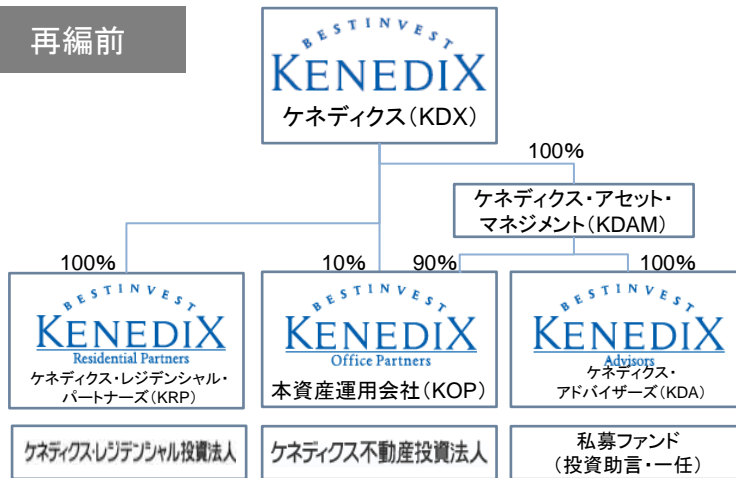 再編前
BESTINVEST
KENEDIX
ケネディクス（KDX）
100%
ケネディクス・アセット・
マネジメント（KDAM）
100%
10%
90%
100%
BESTINVEST
KENEDIX
Residential Partners
ケネディクス・レジデンシャル・
パートナーズ（KRP）
BESTINVEST
KENEDIX
Office Partners
本資産運用会社（KOP）
BESTINVEST
KENEDIX
Advisors
ケネディクス・
アドバイザーズ（KDA）
ケネディクス・レジデンシャル投資法人
ケネディクス不動産投資法人
私募ファンド
（投資助言・一任）